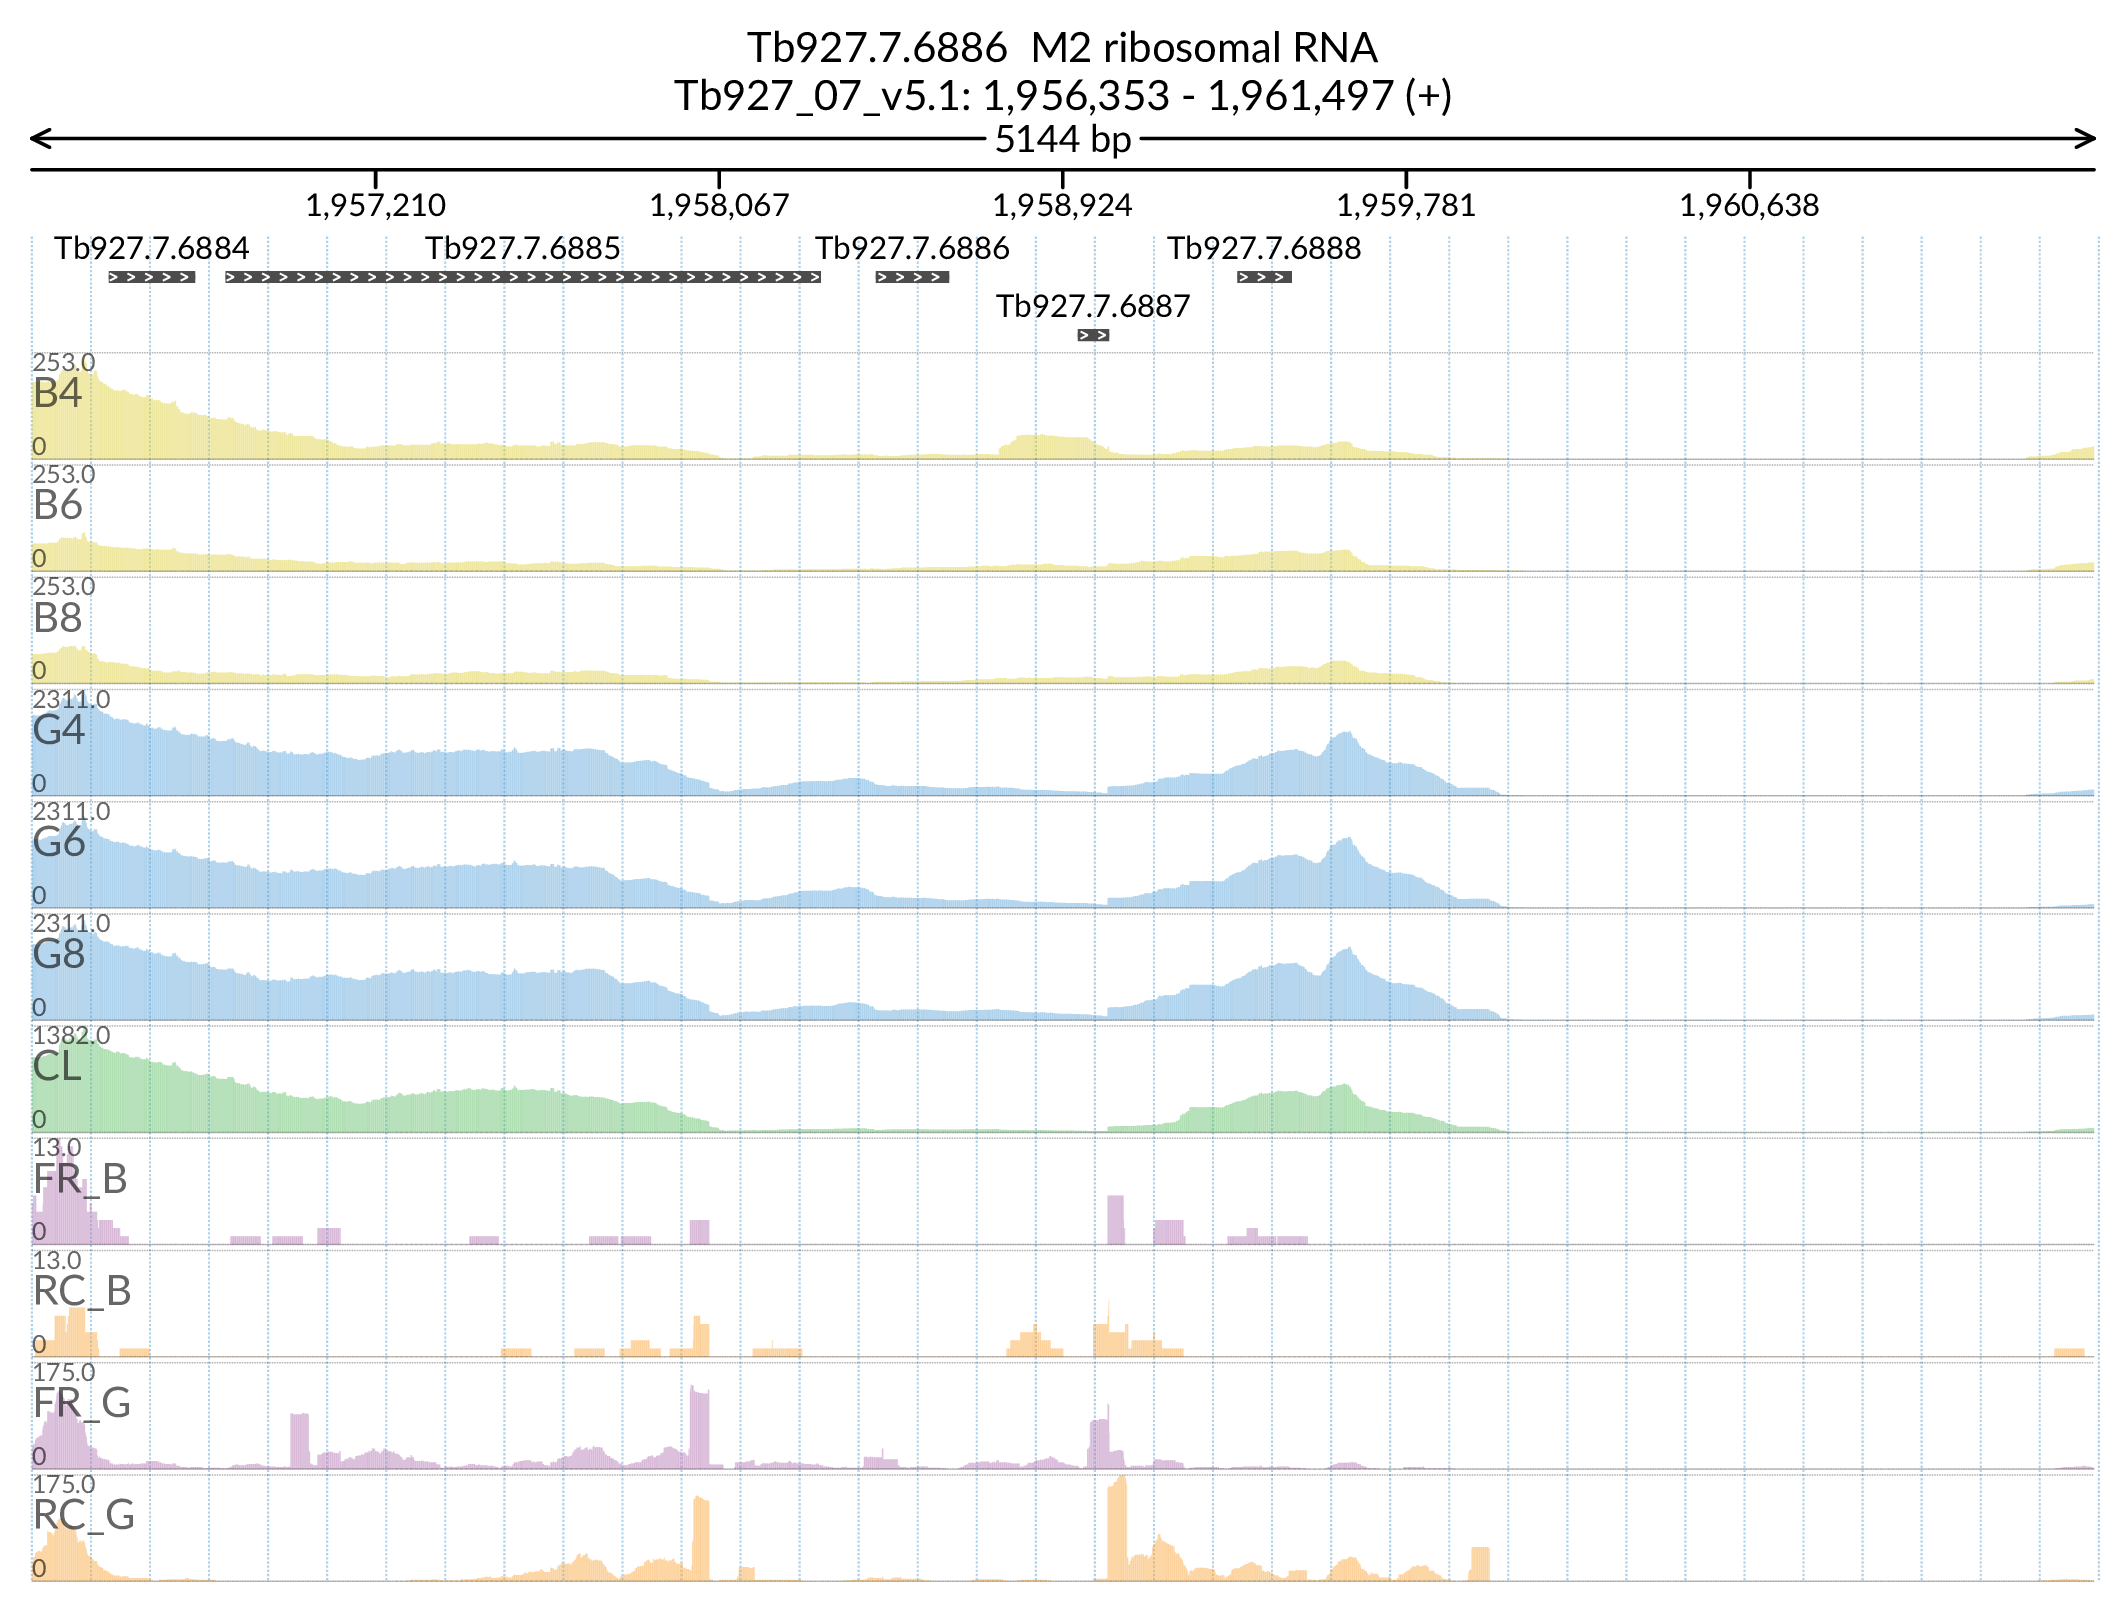 Tb927.7.6886 M2 ribosomal RNA
Tb927_07_v5.1: 1,956,353 - 1,961,497 (+)
5144 bp
1,957,210 1,958,067 1,958,924 1,959,781 1,960,638
Tb927.7.6884 Tb927.7.6885 Tb927.7.6886 Tb927.7.6888
Tb927.7.6887
253.0
B4
0
253.0
B6
0
253.0
B8
0
2311.0
G4
0
2311.0
G6
0
2311.0
G8
0
1382.0
CL
0
13.0
FR_B
0
13.0
RC_B
0
175.0
FR_G
0
175.0
RC_G
0